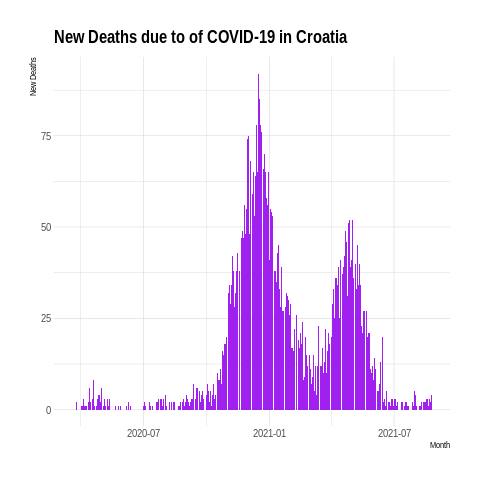 New Deaths due to of COVID-19 in Croatia
New Deaths
75
50
25
0
2020-07
2021-01
2021-07
Month